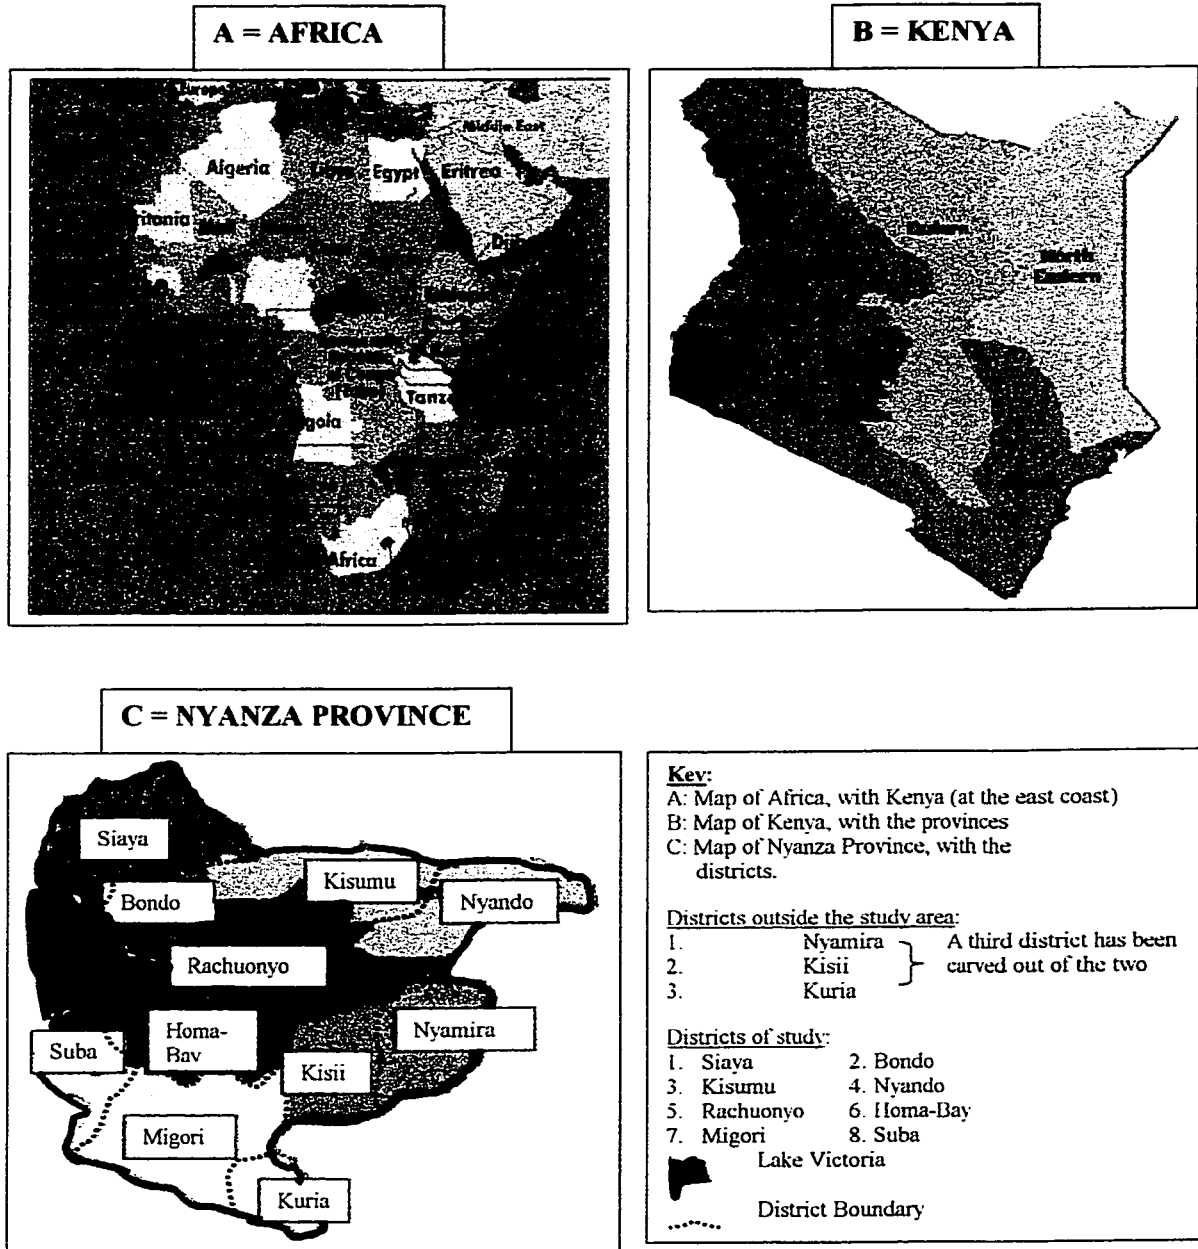 A = AFRICA
B = KENYA
Europe
Middle East
Algeria
Egypt
Eritrea
ritania
Tanz
goia
Africa
Eastern
North
Eastern
C = NYANZA PROVINCE
Siaya
Kisumu
Bondo
Nyando
Rachuonyo
Homa-
Bay
Nyamira
Suba
Kisii
Migori
Kuria
Key:
A: Map of Africa, with Kenya (at the east coast)
B: Map of Kenya, with the provinces
C: Map of Nyanza Province, with the
districts.
Districts outside the study area:
1. Nyamira A third district has been
2. Kisii carved out of the two
3. Kuria
Districts of study:
1. Siaya 2. Bondo
3. Kisumu 4. Nyando
5. Rachuonyo 6. Homa-Bay
7. Migori 8. Suba
Lake Victoria
District Boundary